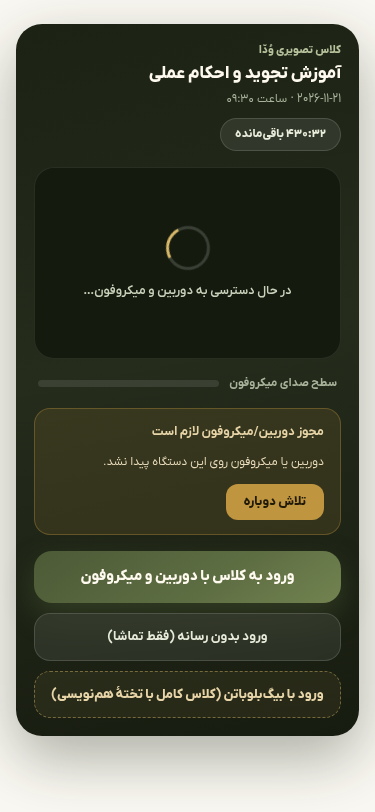 کلاس تصویری وُدّا
آموزش تجوید و احکام عملی
۲۰۲۶-۱۱-۲۱ · ساعت ۰۹:۳۰
۴۳۰:۳۲ باقی‌مانده
در حال دسترسی به دوربین و میکروفون...
سطح صدای میکروفون
مجوز دوربین/میکروفون لازم است
دوربین یا میکروفون روی این دستگاه پیدا نشد.
تلاش دوباره
ورود به کلاس با دوربین و میکروفون
ورود بدون رسانه (فقط تماشا)
ورود با بیگ‌بلوباتن (کلاس کامل با تختهٔ هم‌نویسی)